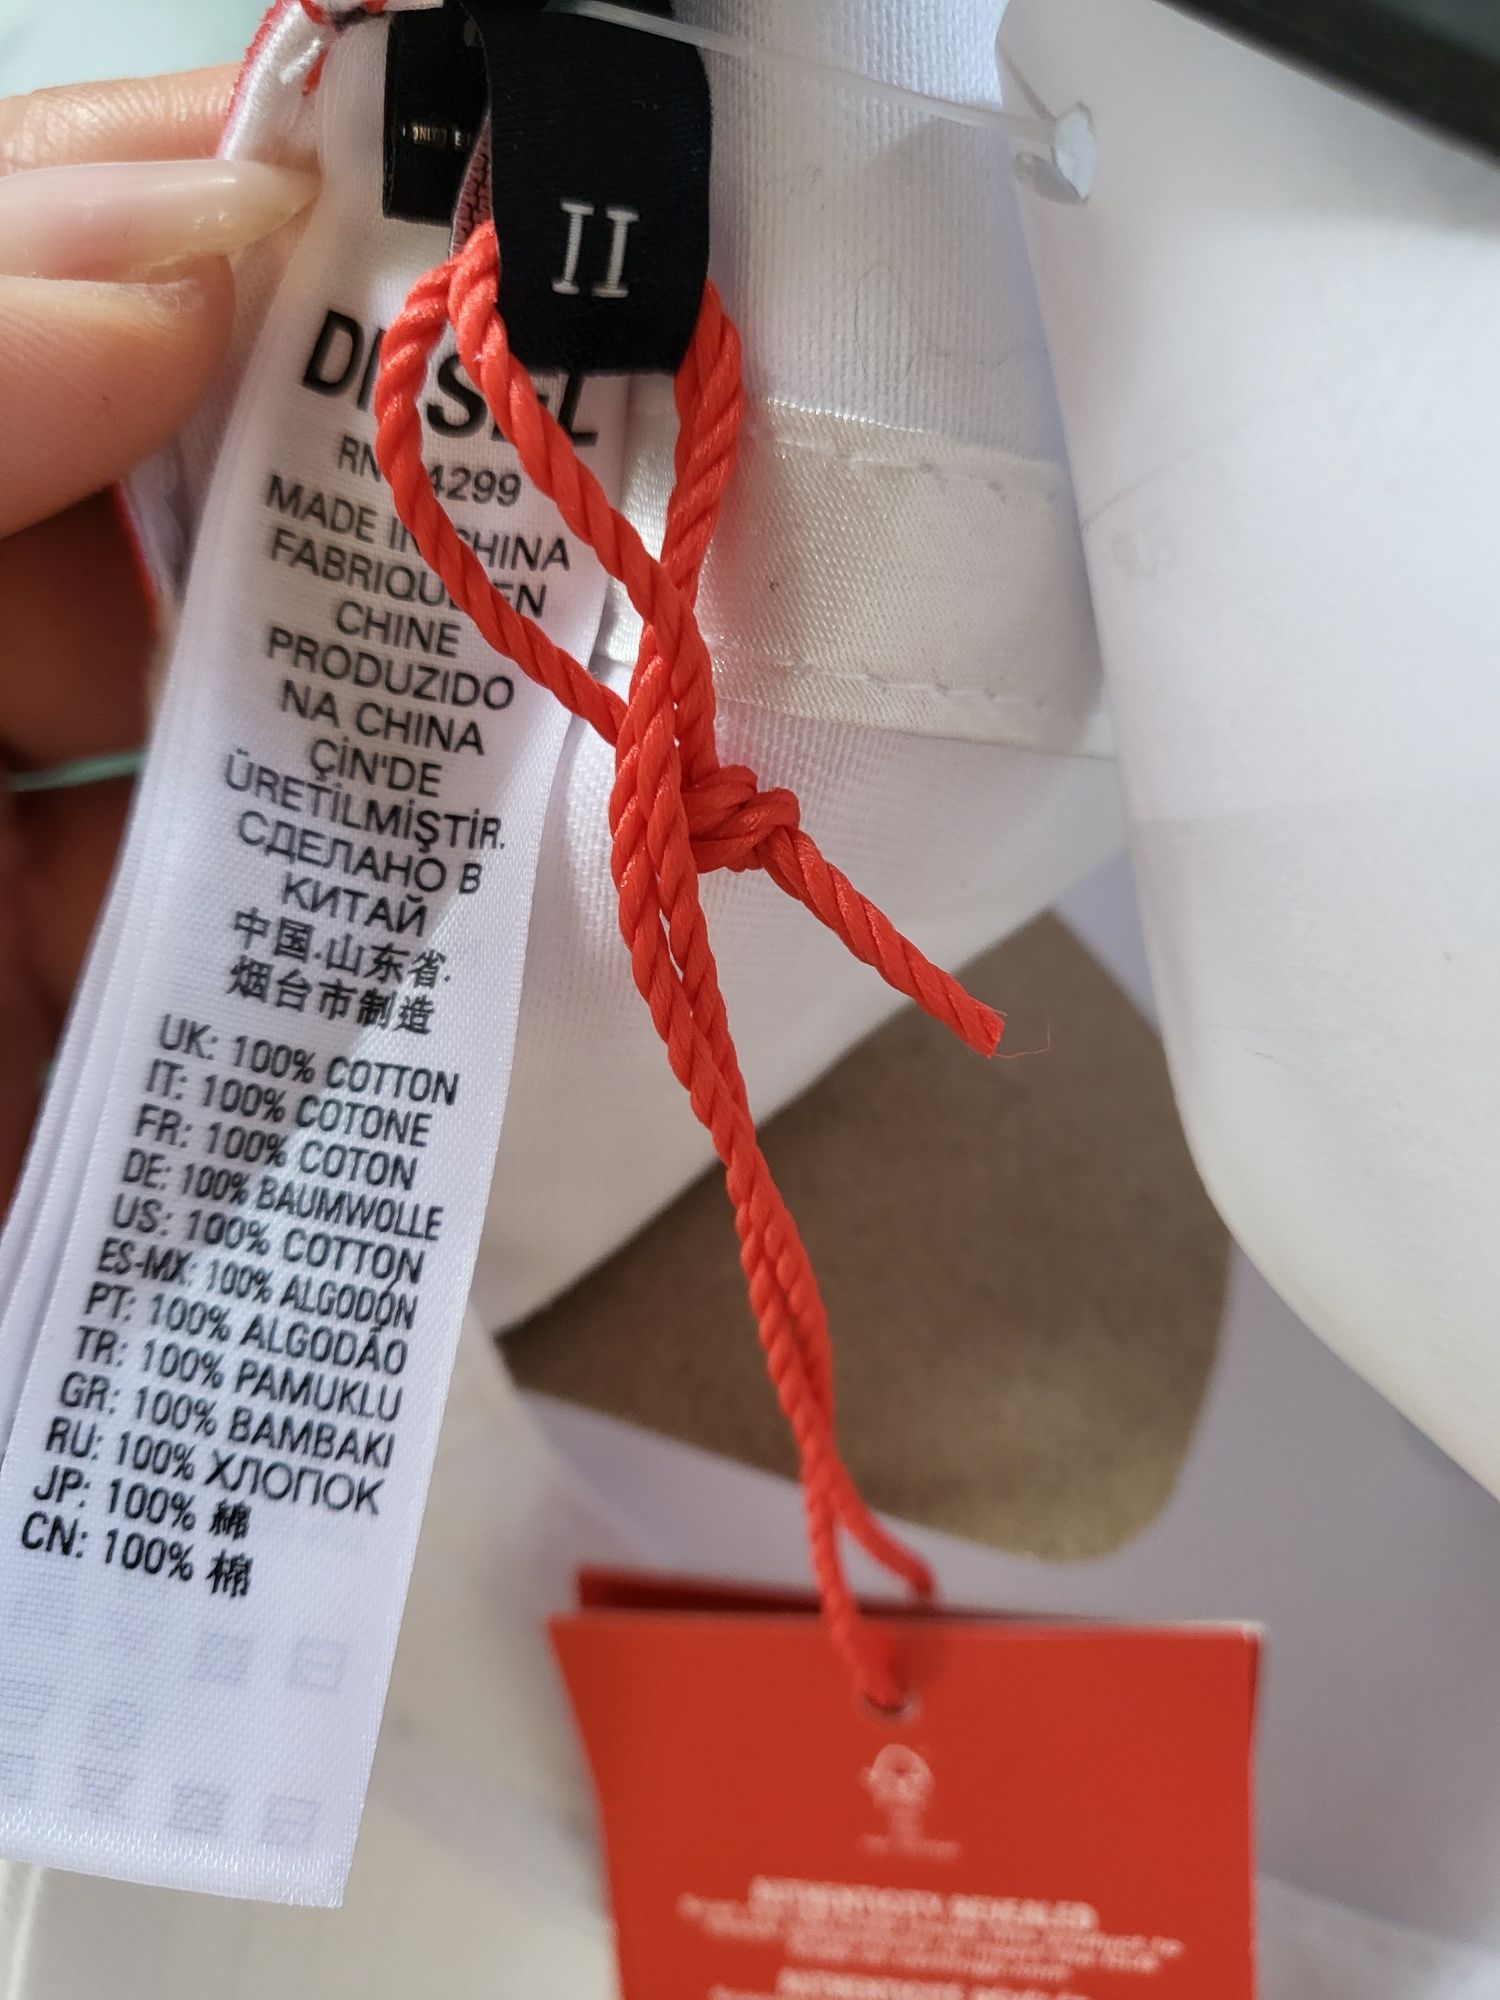 II
DIESEL
4299
MADE IN CHINA
FABRIQUE EN
CHINE
PRODUZIDO
NA CHINA
ÇİN'DE
ÜRETİLMİŞTİR.
СДЕЛАНО В
КИТАЙ
中国.山东省.
烟台市制造
UK: 100% COTTON
IT: 100% COTONE
FR: 100% COTON
DE: 100% BAUMWOLLE
US: 100% COTTON
ES-MX: 100% ALGODÓN
PT: 100% ALGODÃO
TR: 100% PAMUKLU
GR: 100% BAMBAKI
RU: 100% ХЛОПОК
JP: 100% 綿
CN: 100% 棉